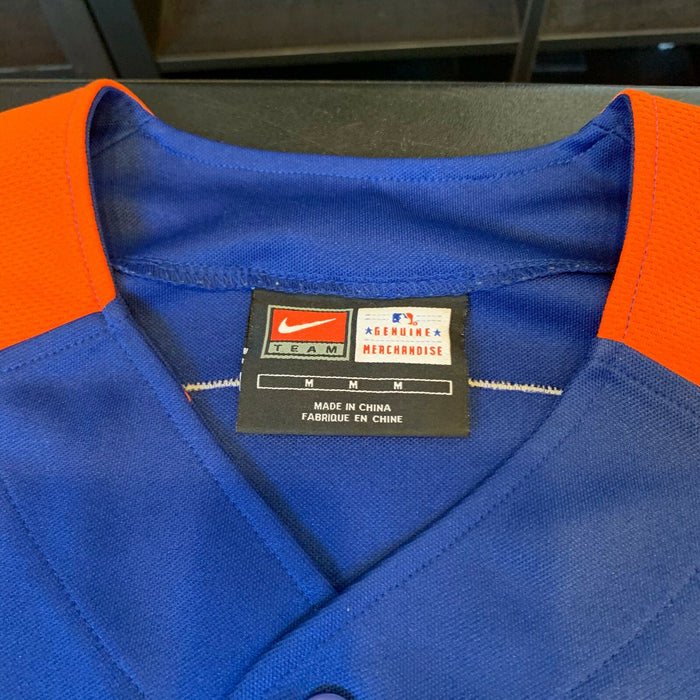 TEAM
GENUINE
MERCHANDISE
M M M
MADE IN CHINA
FABRIQUE EN CHINE